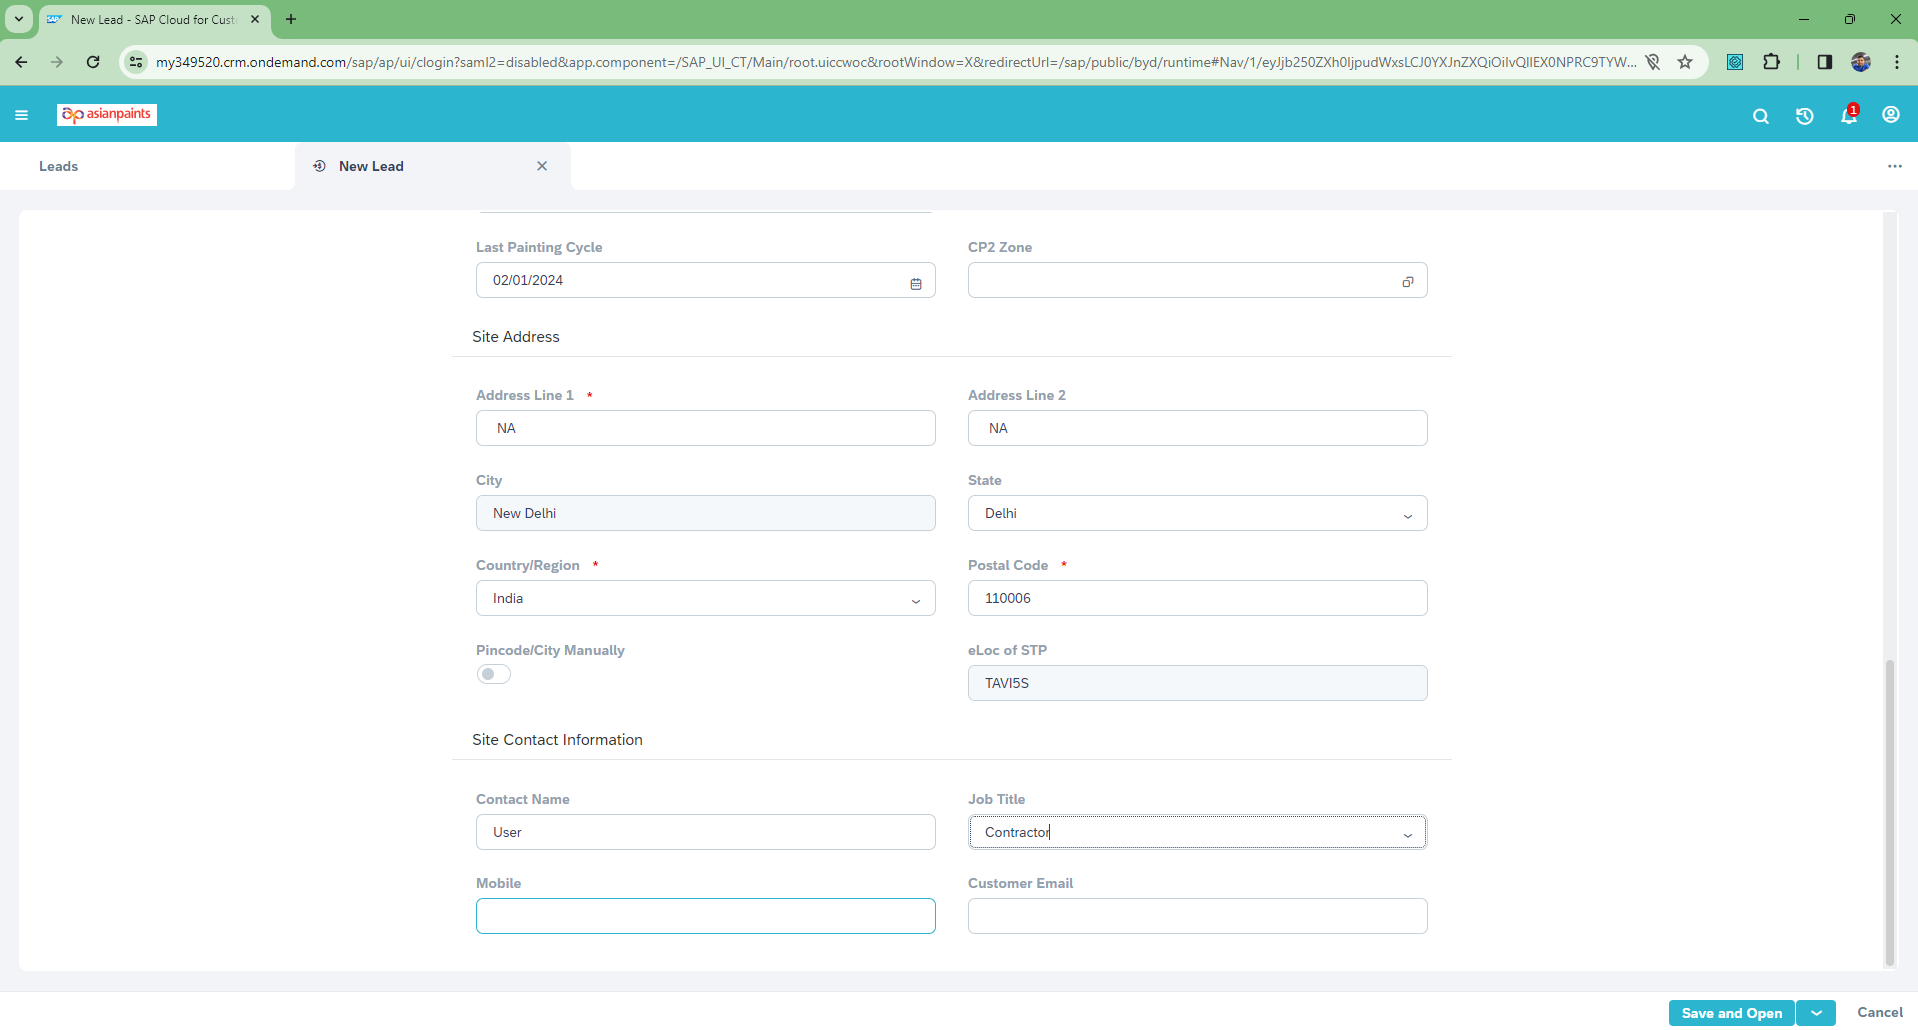 New Lead - SAP Cloud for Cust
my349520.crm.ondemand.com/sap/ap/ui/clogin?saml2=disabled&app.component=/SAP_UI_CT/Main/root.uiccwoc&rootWindow=X&redirectUrl=/sap/public/byd/runtime#Nav/1/eyJjb250ZXh0IjpudWxsLCJ0YXJnZXQiOiIvQllEX0NPRC9TYW...
asianpaints
1
Leads
New Lead
Last Painting Cycle
CP2 Zone
02/01/2024
Site Address
Address Line 1 *
Address Line 2
NA
NA
City
State
New Delhi
Delhi
Country/Region *
Postal Code *
India
110006
Pincode/City Manually
eLoc of STP
TAVI5S
Site Contact Information
Contact Name
Job Title
User
Contractor
Mobile
Customer Email
Save and Open
Cancel